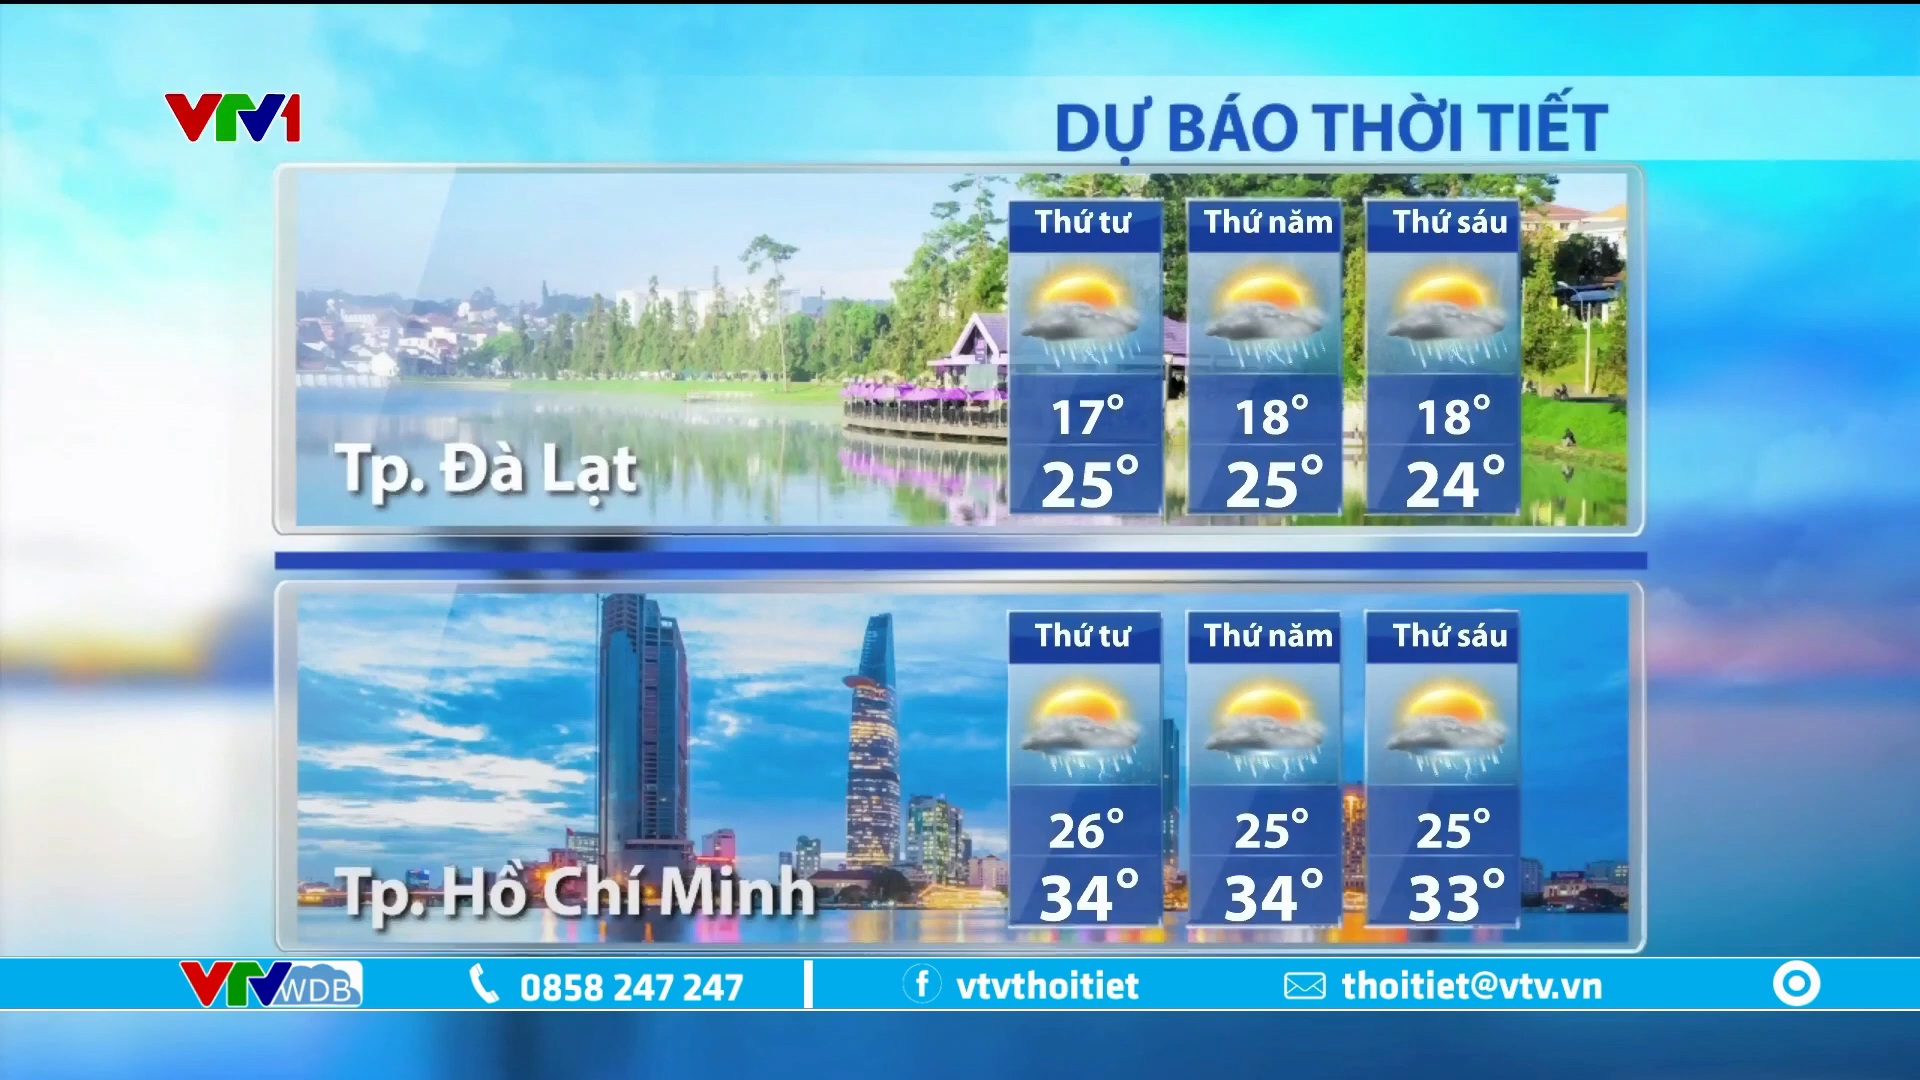 VTV1
DỰ BÁO THỜI TIẾT
Thứ tư Thứ năm Thứ sáu
17° 18° 18°
25° 25° 24°
Tp. Đà Lạt
Thứ tư Thứ năm Thứ sáu
26° 25° 25°
34° 34° 33°
Tp. Hồ Chí Minh
VTV WDB 0858 247 247 vtvthoitiet thoitiet@vtv.vn